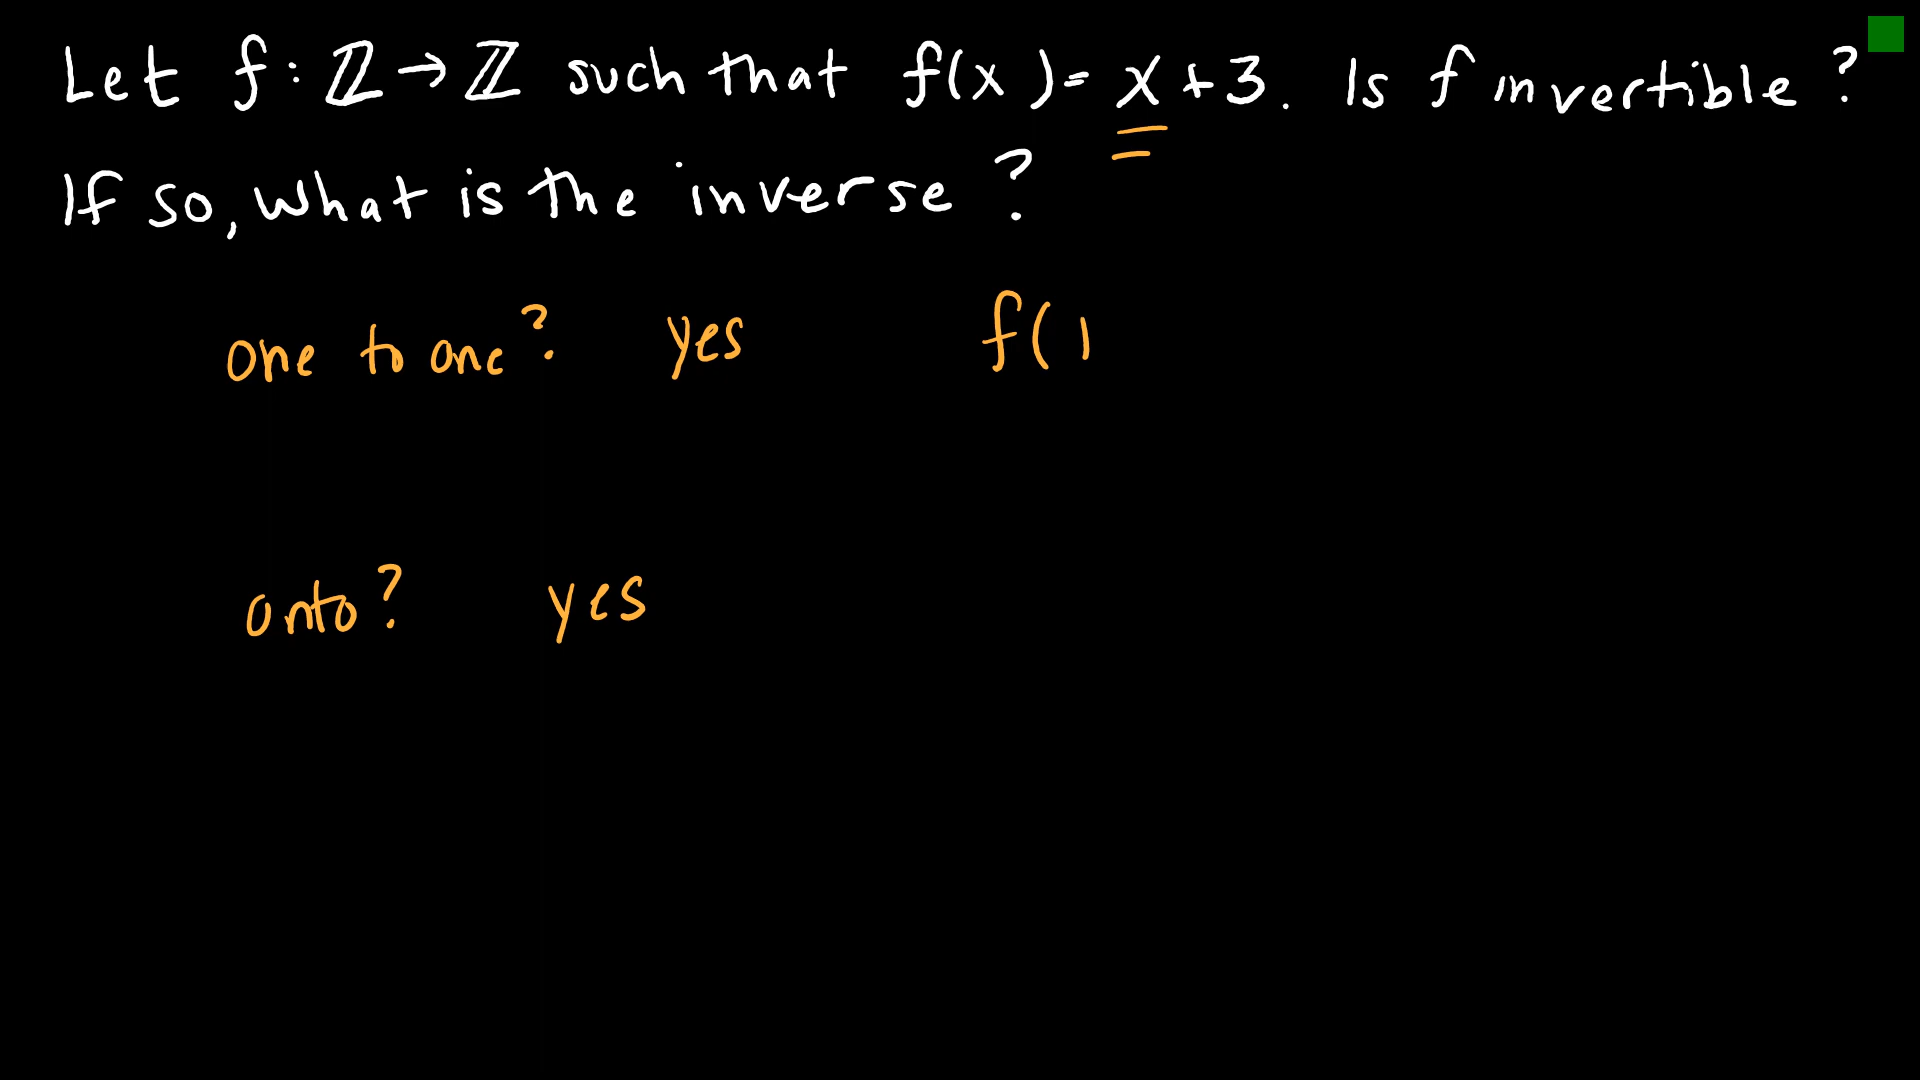 Let f: ℤ→ℤ such that f(x)= x+3. Is f invertible?
If so, what is the inverse?
one to one? yes f(1
onto? yes